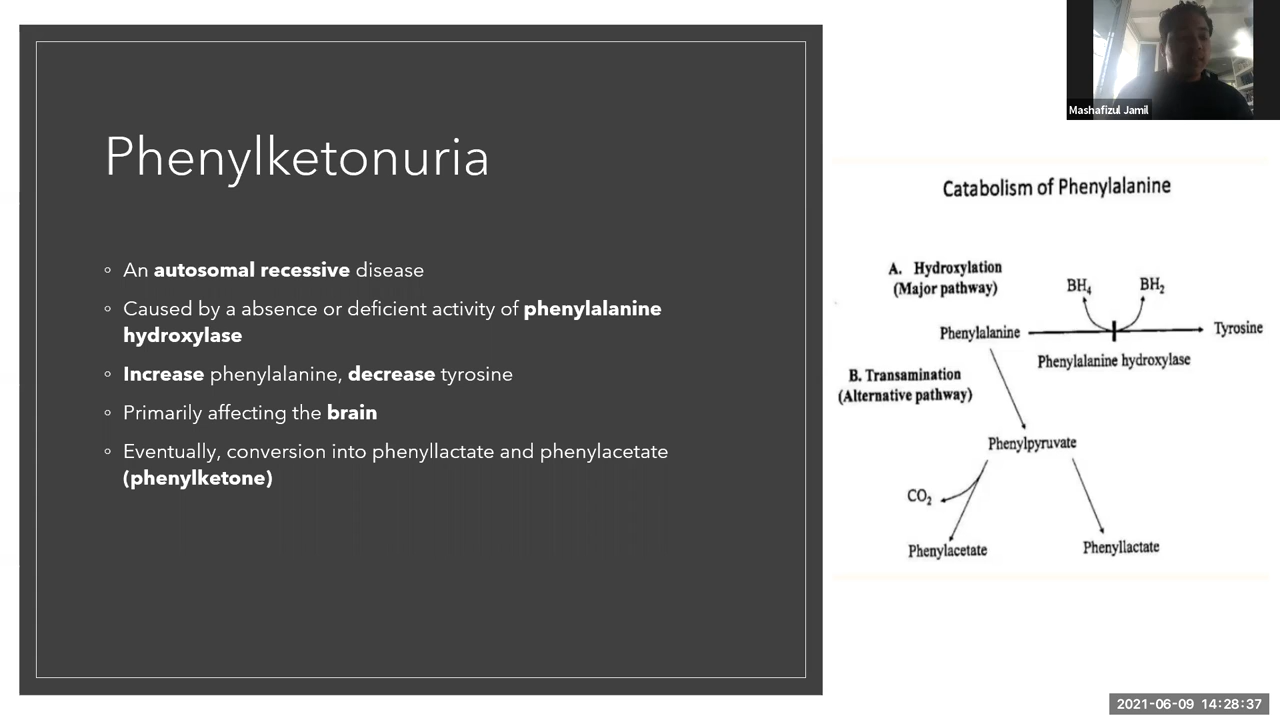 Mashafizul Jamil
Phenylketonuria
◦ An autosomal recessive disease
◦ Caused by a absence or deficient activity of phenylalanine
hydroxylase
◦ Increase phenylalanine, decrease tyrosine
◦ Primarily affecting the brain
◦ Eventually, conversion into phenyllactate and phenylacetate
(phenylketone)
Catabolism of Phenylalanine
A. Hydroxylation
(Major pathway)
BH4 BH2
Phenylalanine Tyrosine
Phenylalanine hydroxylase
B. Transamination
(Alternative pathway)
Phenylpyruvate
CO2
Phenylacetate Phenyllactate
2021-06-09 14:28:37